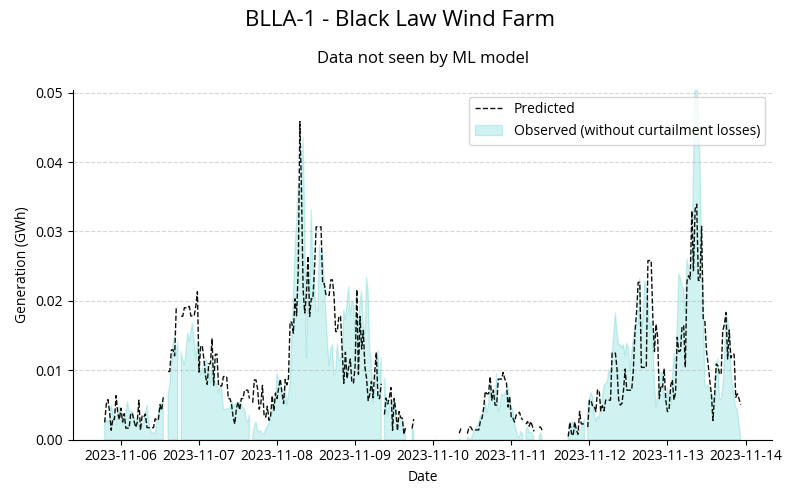 BLLA-1 - Black Law Wind Farm
Data not seen by ML model
Predicted
Observed (without curtailment losses)
Generation (GWh)
0.05
0.04
0.03
0.02
0.01
0.00
2023-11-06 2023-11-07 2023-11-08 2023-11-09 2023-11-10 2023-11-11 2023-11-12 2023-11-13 2023-11-14
Date